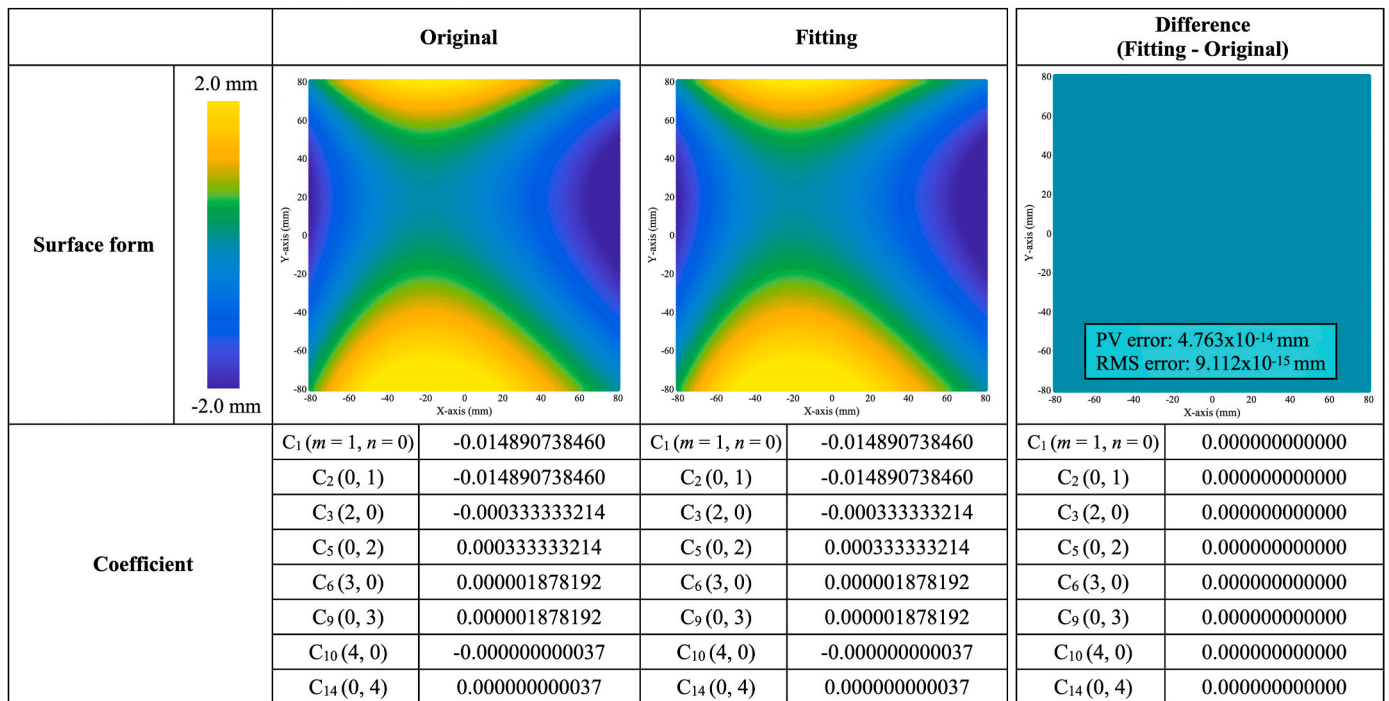 Original
Fitting
Difference
(Fitting - Original)
Surface form
2.0 mm
-2.0 mm
80
60
40
20
0
-20
-40
-60
-80
Y-axis (mm)
-80 -60 -40 -20 0 20 40 60 80
X-axis (mm)
80
60
40
20
0
-20
-40
-60
-80
Y-axis (mm)
-80 -60 -40 -20 0 20 40 60 80
X-axis (mm)
80
60
40
20
0
-20
-40
-60
-80
Y-axis (mm)
PV error: 4.763x10-14 mm
RMS error: 9.112x10-15 mm
-80 -60 -40 -20 0 20 40 60 80
X-axis (mm)
Coefficient
C1 (m = 1, n = 0) -0.014890738460 C1 (m = 1, n = 0) -0.014890738460 C1 (m = 1, n = 0) 0.000000000000
C2 (0, 1) -0.014890738460 C2 (0, 1) -0.014890738460 C2 (0, 1) 0.000000000000
C3 (2, 0) -0.000333333214 C3 (2, 0) -0.000333333214 C3 (2, 0) 0.000000000000
C5 (0, 2) 0.000333333214 C5 (0, 2) 0.000333333214 C5 (0, 2) 0.000000000000
C6 (3, 0) 0.000001878192 C6 (3, 0) 0.000001878192 C6 (3, 0) 0.000000000000
C9 (0, 3) 0.000001878192 C9 (0, 3) 0.000001878192 C9 (0, 3) 0.000000000000
C10 (4, 0) -0.000000000037 C10 (4, 0) -0.000000000037 C10 (4, 0) 0.000000000000
C14 (0, 4) 0.000000000037 C14 (0, 4) 0.000000000037 C14 (0, 4) 0.000000000000